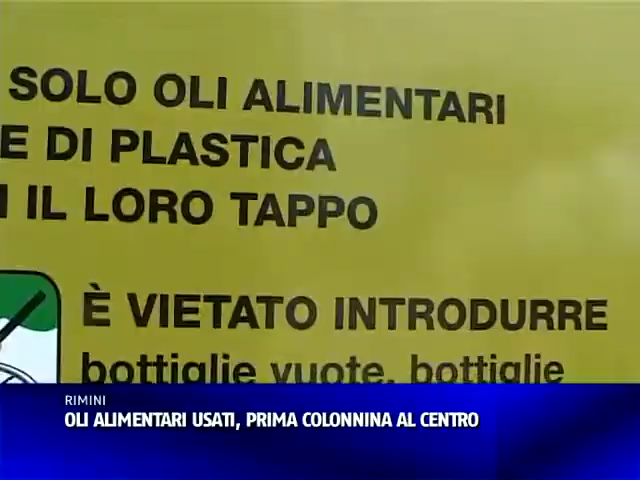 SOLO OLI ALIMENTARI
E DI PLASTICA
I IL LORO TAPPO
È VIETATO INTRODURRE
bottiglie vuote, bottiglie
RIMINI
OLI ALIMENTARI USATI, PRIMA COLONNINA AL CENTRO